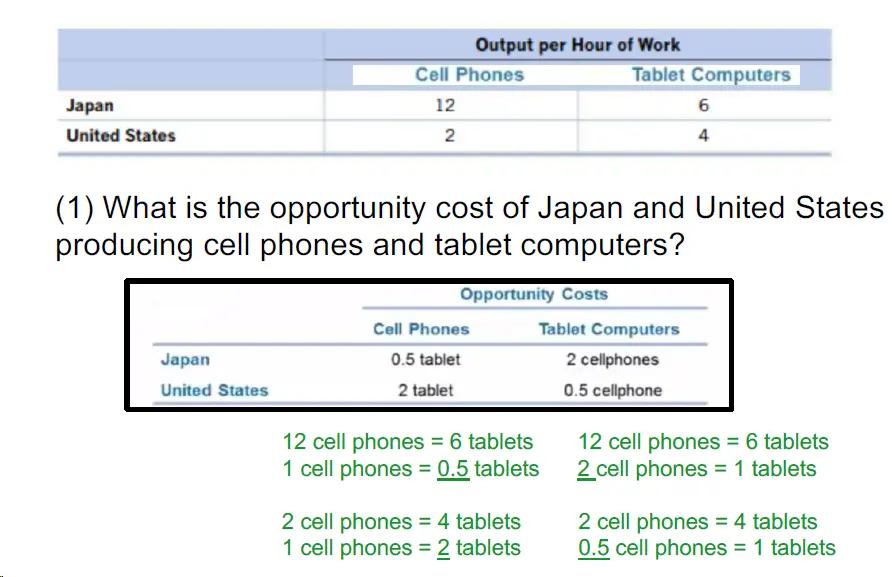 Output per Hour of Work
Cell Phones Tablet Computers
Japan 12 6
United States 2 4
(1) What is the opportunity cost of Japan and United States
producing cell phones and tablet computers?
Opportunity Costs
Cell Phones Tablet Computers
Japan 0.5 tablet 2 cellphones
United States 2 tablet 0.5 cellphone
12 cell phones = 6 tablets 12 cell phones = 6 tablets
1 cell phones = 0.5 tablets 2 cell phones = 1 tablets
2 cell phones = 4 tablets 2 cell phones = 4 tablets
1 cell phones = 2 tablets 0.5 cell phones = 1 tablets